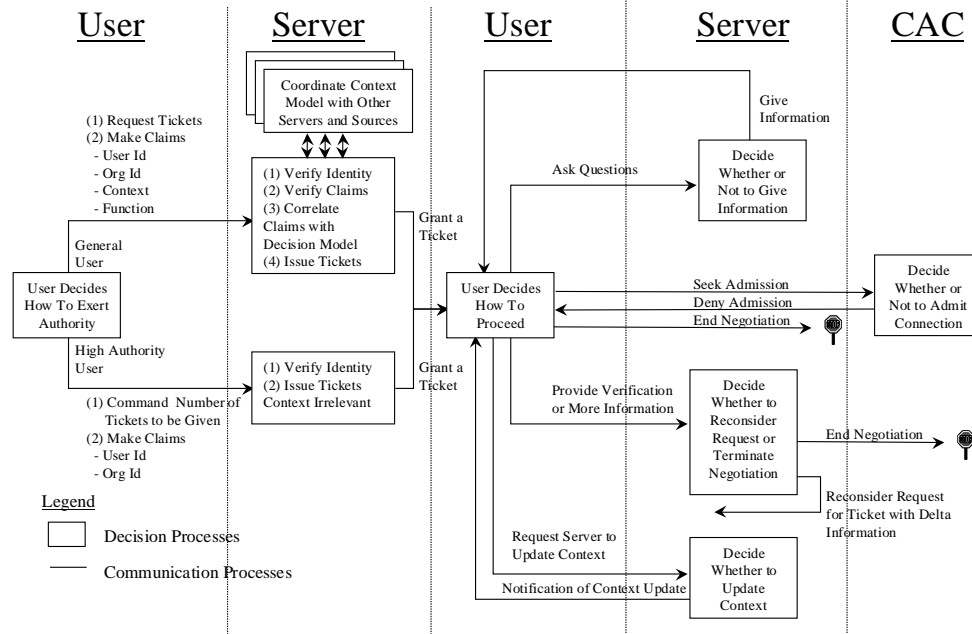 User
Server
User
Server
CAC
Coordinate Context
Model with Other
Servers and Sources
(1) Request Tickets
(2) Make Claims
- User Id
- Org Id
- Context
- Function
(1) Verify Identity
(2) Verify Claims
(3) Correlate
Claims with
Decision Model
(4) Issue Tickets
Grant a
Ticket
General
User
User Decides
How To Exert
Authority
High Authority
User
(1) Command Number of
Tickets to be Given
(2) Make Claims
- User Id
- Org Id
(1) Verify Identity
(2) Issue Tickets
Context Irrelevant
Grant a
Ticket
User Decides
How To
Proceed
Ask Questions
Give
Information
Decide
Whether or
Not to Give
Information
Seek Admission
Deny Admission
End Negotiation
Decide
Whether or
Not to Admit
Connection
Provide Verification
or More Information
Decide
Whether to
Reconsider
Request or
Terminate
Negotiation
End Negotiation
Reconsider Request
for Ticket with Delta
Information
Request Server to
Update Context
Notification of Context Update
Decide
Whether to
Update
Context
Legend
Decision Processes
Communication Processes